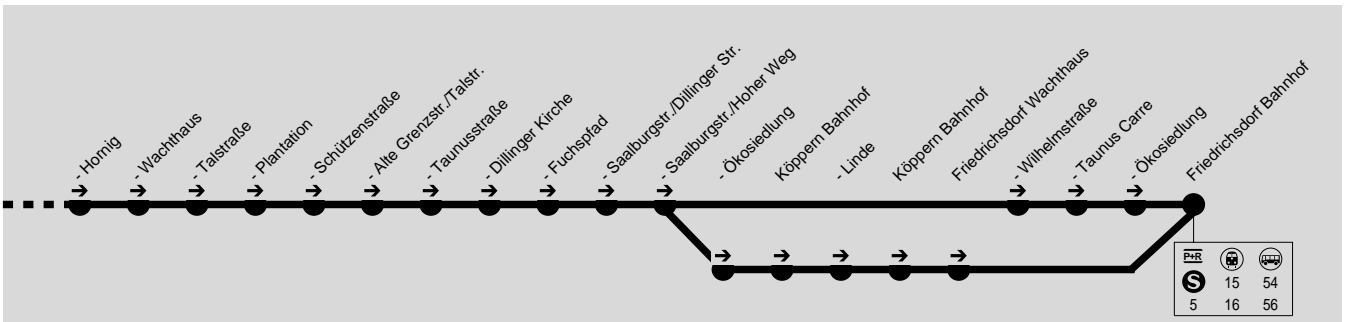 - Hornig
- Wachthaus
- Talstraße
- Plantation
- Schützenstraße
- Alte Grenzstr./Talstr.
- Taunusstraße
- Dillinger Kirche
- Fuchspfad
- Saalburgstr./Dillinger Str.
- Saalburgstr./Hoher Weg
- Ökosiedlung
Köppern Bahnhof
- Linde
Köppern Bahnhof
Friedrichsdorf Wachthaus
- Wilhelmstraße
- Taunus Carre
- Ökosiedlung
Friedrichsdorf Bahnhof
P+R
S 15 54
5 16 56